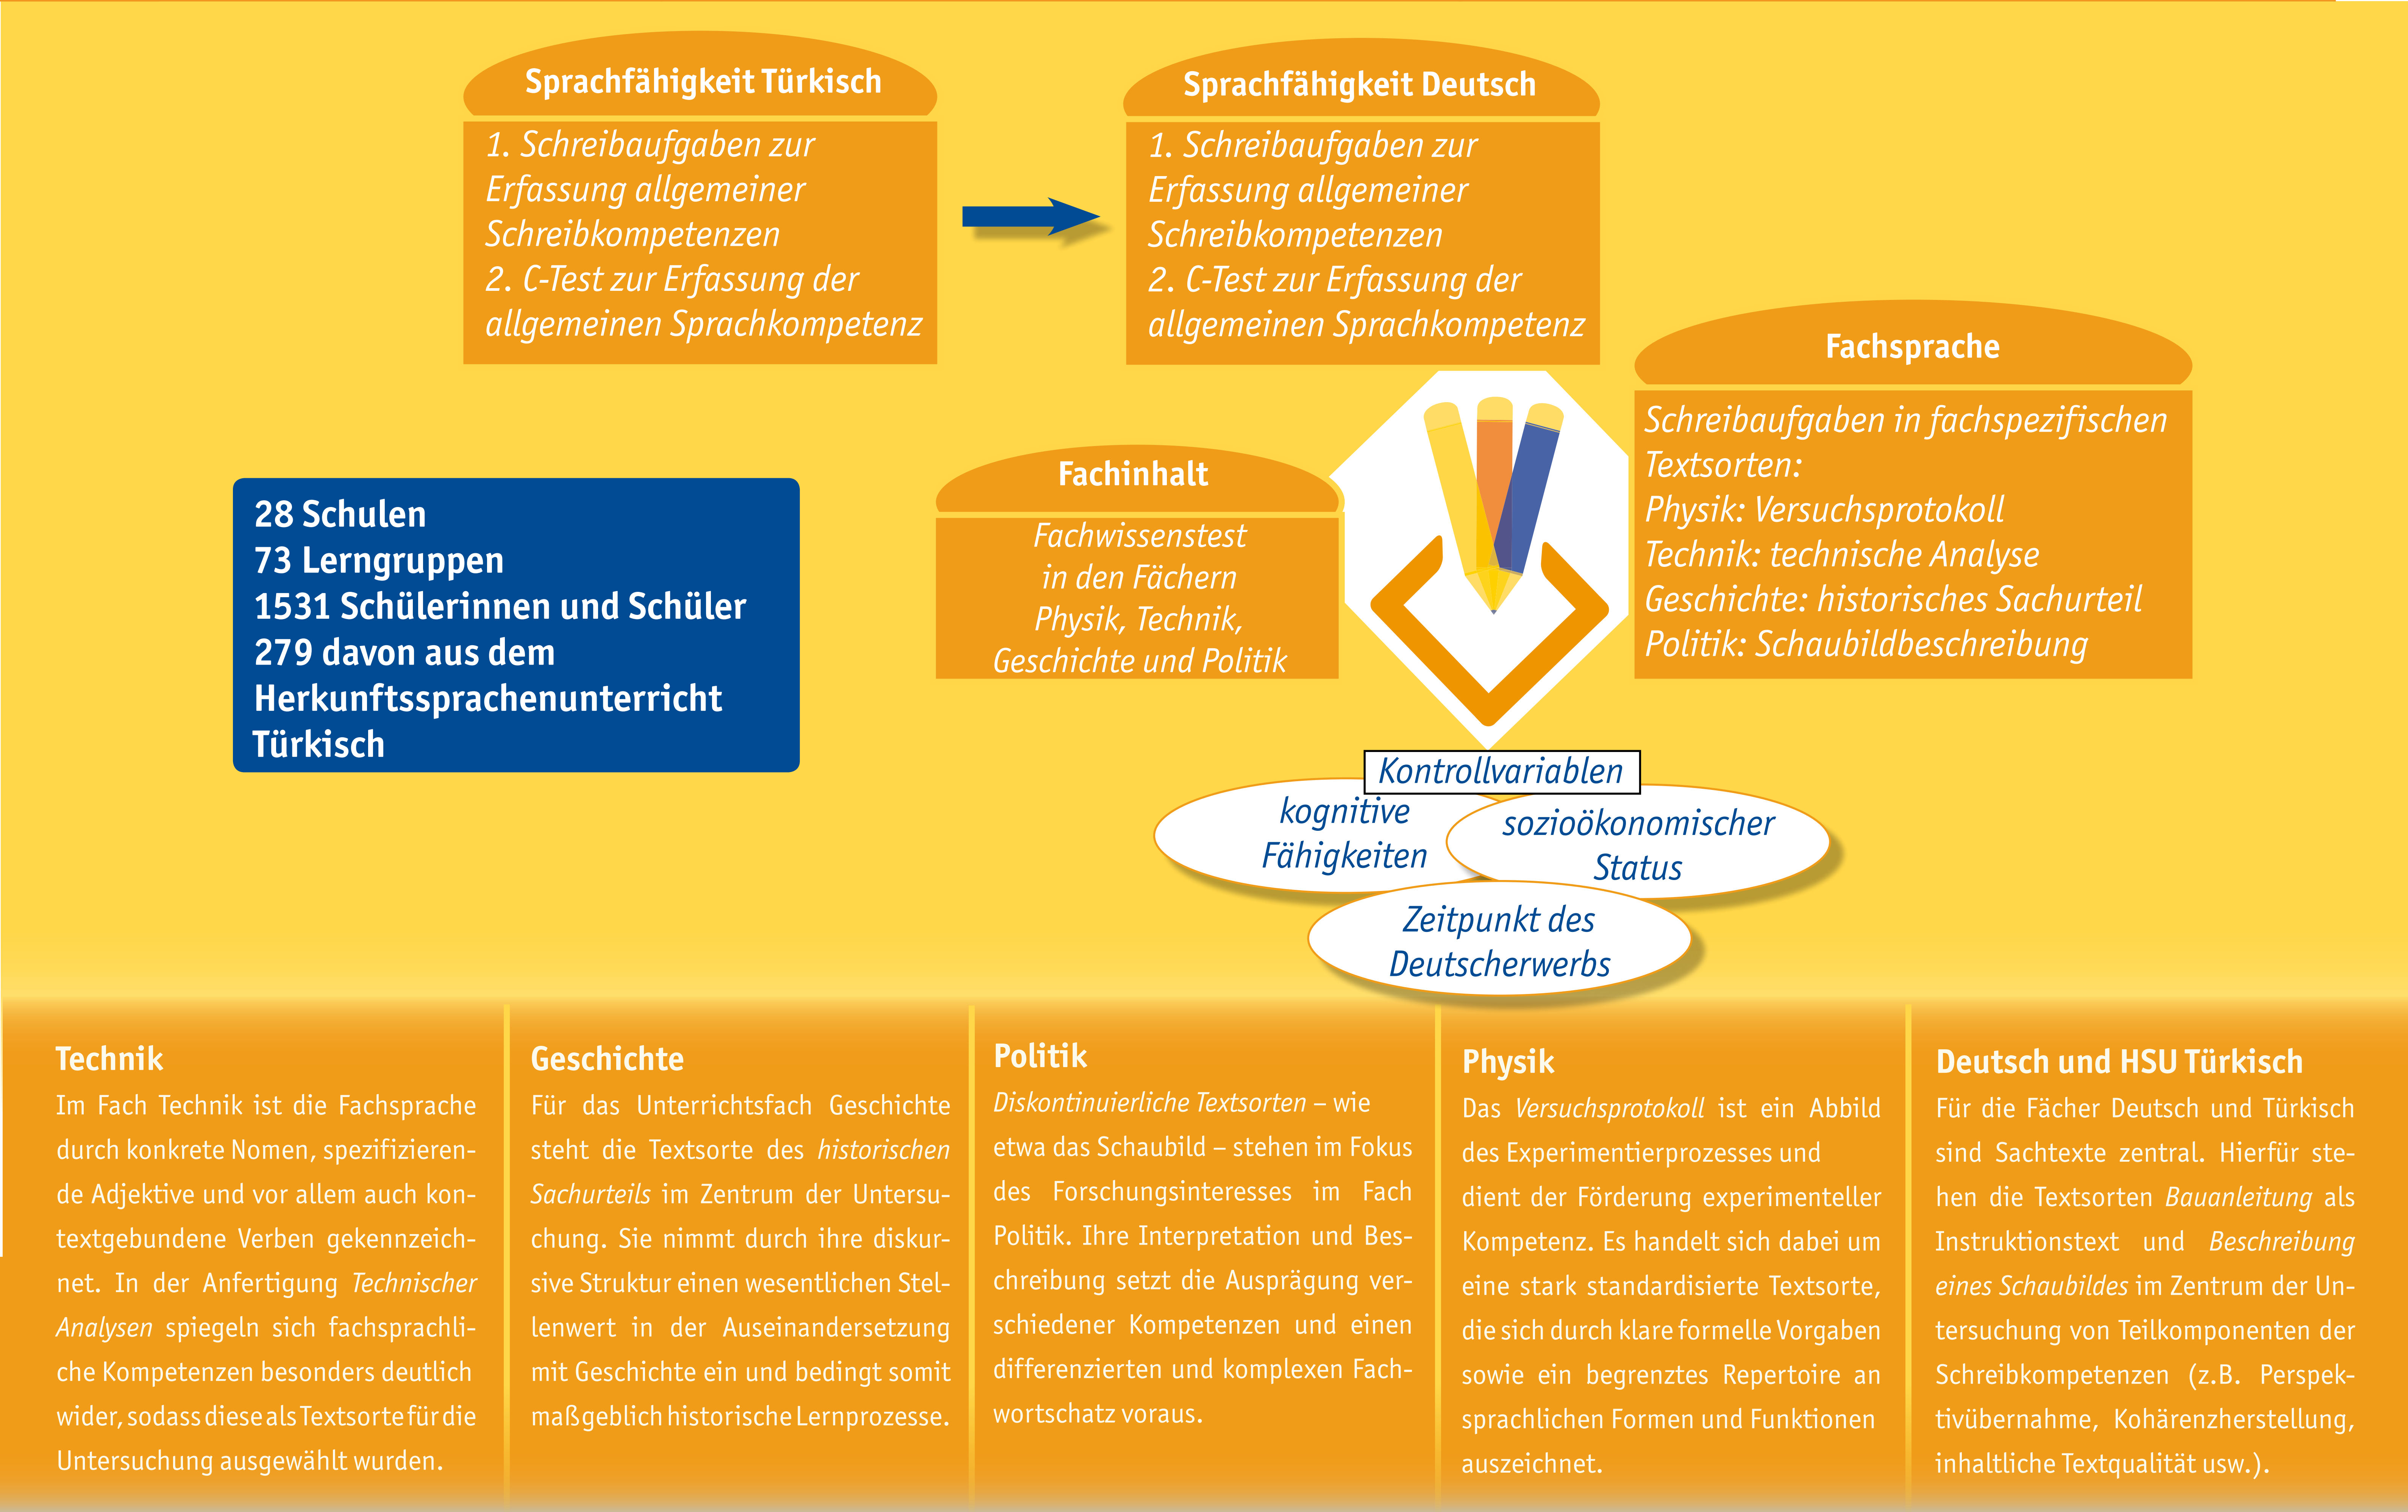 Sprachfähigkeit Türkisch
1. Schreibaufgaben zur
Erfassung allgemeiner
Schreibkompetenzen
2. C-Test zur Erfassung der
allgemeinen Sprachkompetenz
Sprachfähigkeit Deutsch
1. Schreibaufgaben zur
Erfassung allgemeiner
Schreibkompetenzen
2. C-Test zur Erfassung der
allgemeinen Sprachkompetenz
Fachsprache
Schreibaufgaben in fachspezifischen
Textsorten:
Physik: Versuchsprotokoll
Technik: technische Analyse
Geschichte: historisches Sachurteil
Politik: Schaubildbeschreibung
Fachinhalt
Fachwissenstest
in den Fächern
Physik, Technik,
Geschichte und Politik
28 Schulen
73 Lerngruppen
1531 Schülerinnen und Schüler
279 davon aus dem
Herkunftssprachenunterricht
Türkisch
Kontrollvariablen
kognitive
Fähigkeiten
sozioökonomischer
Status
Zeitpunkt des
Deutscherwerbs
Technik
Im Fach Technik ist die Fachsprache
durch konkrete Nomen, spezifizieren-
de Adjektive und vor allem auch kon-
textgebundene Verben gekennzeich-
net. In der Anfertigung Technischer
Analysen spiegeln sich fachsprachli-
che Kompetenzen besonders deutlich
wider, sodass diese als Textsorte für die
Untersuchung ausgewählt wurden.
Geschichte
Für das Unterrichtsfach Geschichte
steht die Textsorte des historischen
Sachurteils im Zentrum der Untersu-
chung. Sie nimmt durch ihre diskur-
sive Struktur einen wesentlichen Stel-
lenwert in der Auseinandersetzung
mit Geschichte ein und bedingt somit
maßgeblich historische Lernprozesse.
Politik
Diskontinuierliche Textsorten – wie
etwa das Schaubild – stehen im Fokus
des Forschungsinteresses im Fach
Politik. Ihre Interpretation und Bes-
chreibung setzt die Ausprägung ver-
schiedener Kompetenzen und einen
differenzierten und komplexen Fach-
wortschatz voraus.
Physik
Das Versuchsprotokoll ist ein Abbild
des Experimentierprozesses und
dient der Förderung experimenteller
Kompetenz. Es handelt sich dabei um
eine stark standardisierte Textsorte,
die sich durch klare formelle Vorgaben
sowie ein begrenztes Repertoire an
sprachlichen Formen und Funktionen
auszeichnet.
Deutsch und HSU Türkisch
Für die Fächer Deutsch und Türkisch
sind Sachtexte zentral. Hierfür ste-
hen die Textsorten Bauanleitung als
Instruktionstext und Beschreibung
eines Schaubildes im Zentrum der Un-
tersuchung von Teilkomponenten der
Schreibkompetenzen (z.B. Perspek-
tivübernahme, Kohärenzherstellung,
inhaltliche Textqualität usw.).